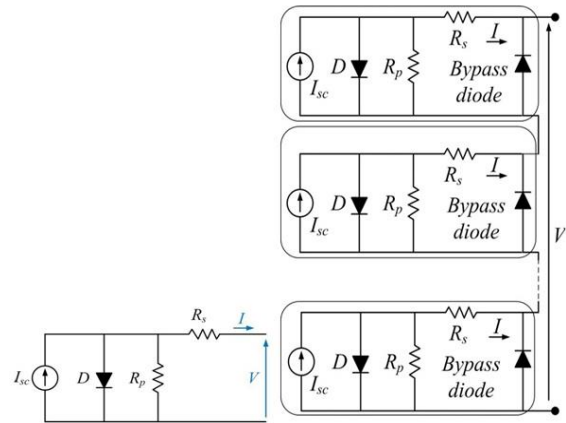 R_s I
I_sc D R_p Bypass
diode
R_s I
I_sc D R_p Bypass
diode
V
R_s I
I_sc D R_p Bypass
diode
R_s I
I_sc D R_p V